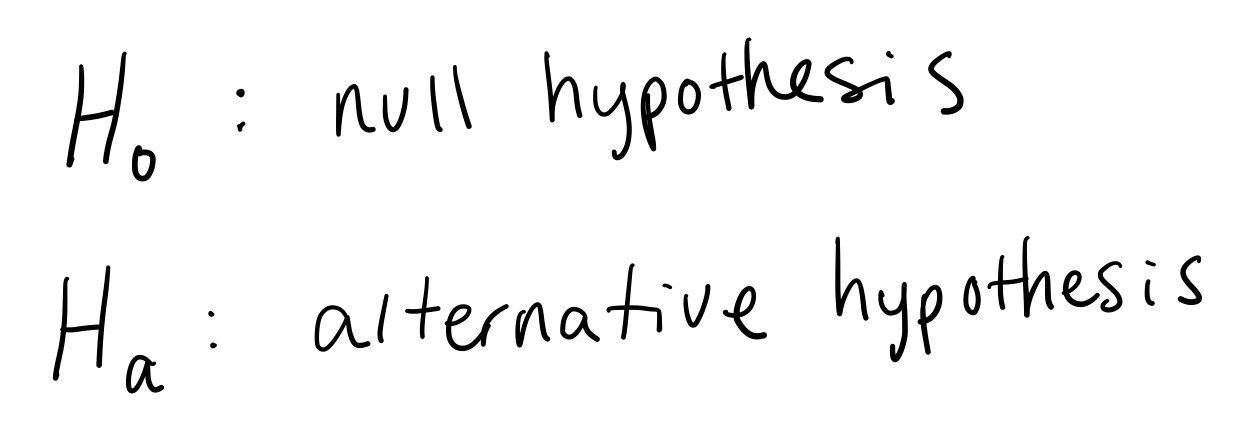 H₀ : null hypothesis
Hₐ : alternative hypothesis